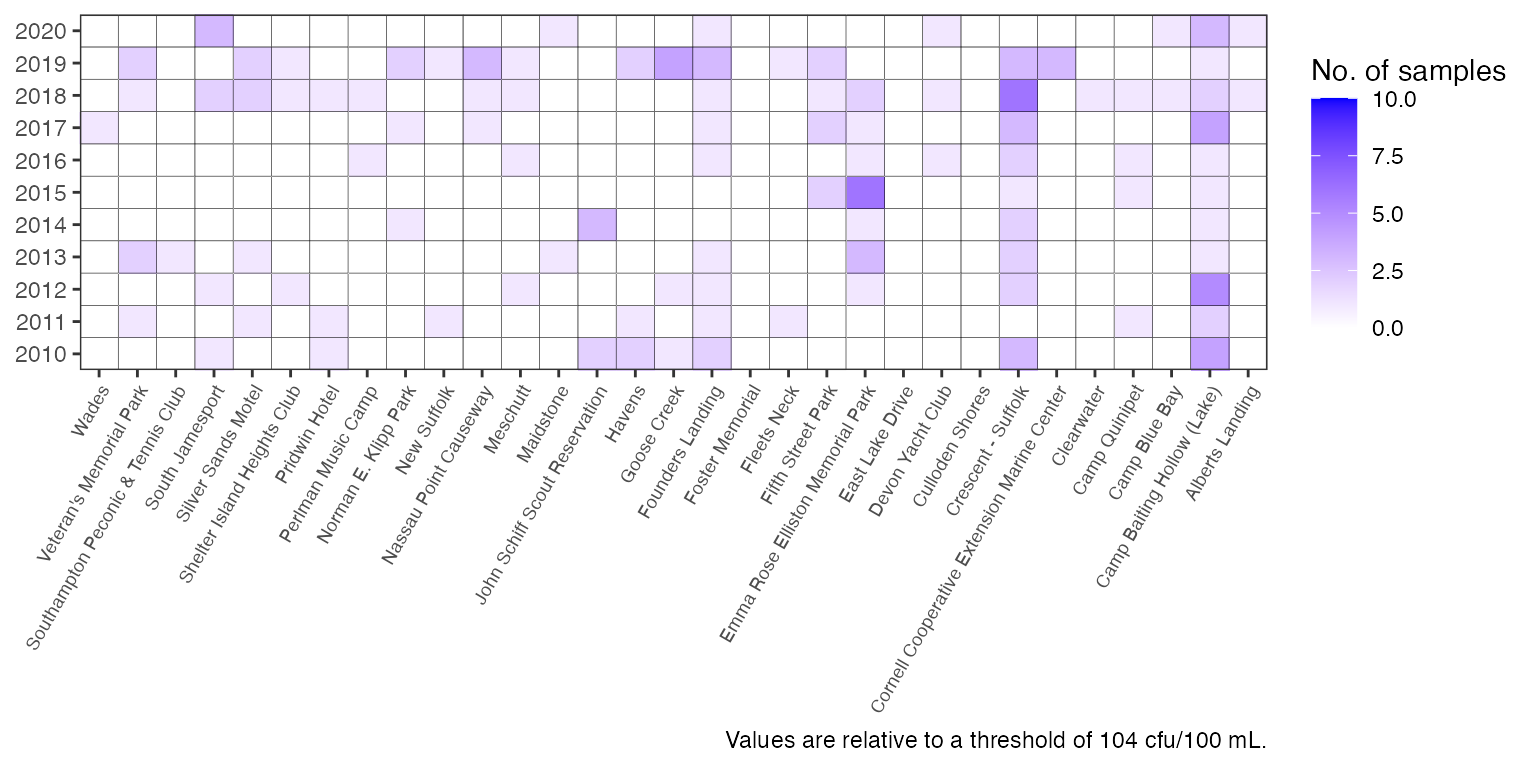 2020
2019
2018
2017
2016
2015
2014
2013
2012
2011
2010
No. of samples
10.0
7.5
5.0
2.5
0.0
Wades
Veteran's Memorial Park
Southampton Peconic & Tennis Club
South Jamesport
Silver Sands Motel
Shelter Island Heights Club
Pridwin Hotel
Perlman Music Camp
Norman E. Klipp Park
New Suffolk
Nassau Point Causeway
Meschutt
Maidstone
John Schiff Scout Reservation
Havens
Goose Creek
Founders Landing
Foster Memorial
Fleets Neck
Fifth Street Park
Emma Rose Elliston Memorial Park
East Lake Drive
Devon Yacht Club
Culloden Shores
Crescent - Suffolk
Cornell Cooperative Extension Marine Center
Clearwater
Camp Quinipet
Camp Blue Bay
Camp Baiting Hollow (Lake)
Alberts Landing
Values are relative to a threshold of 104 cfu/100 mL.